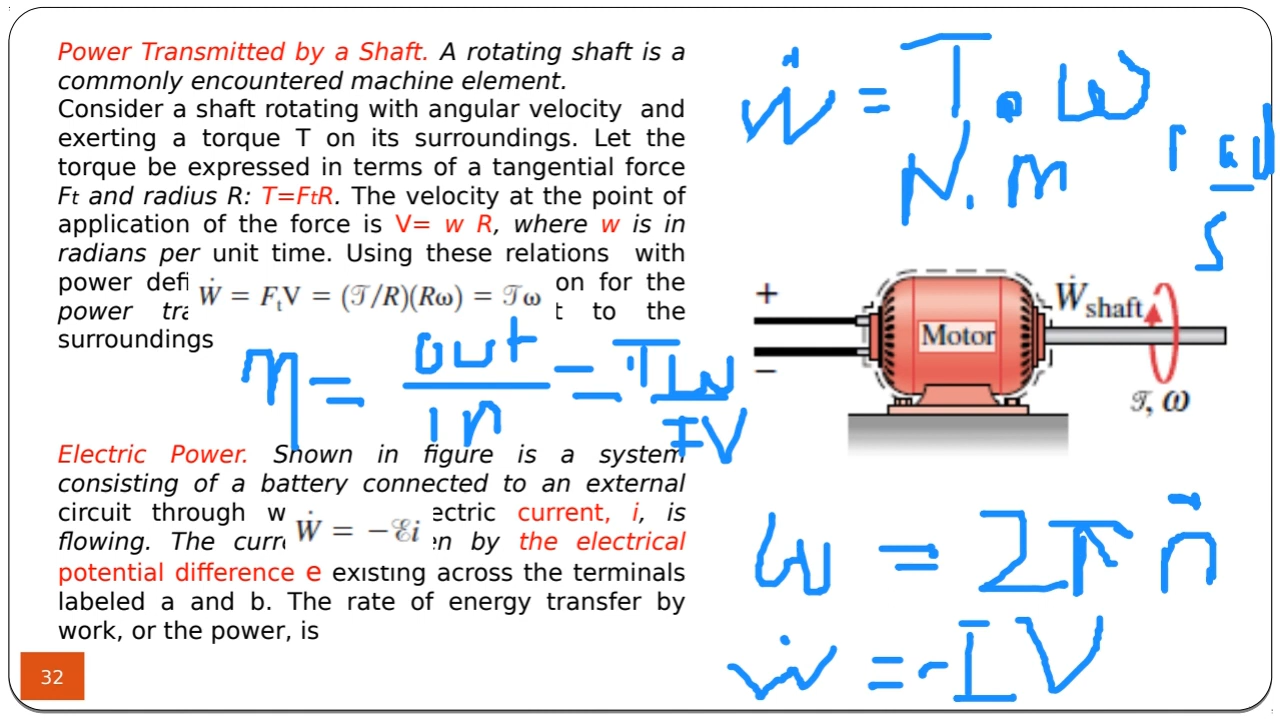 Power Transmitted by a Shaft. A rotating shaft is a
commonly encountered machine element.
Consider a shaft rotating with angular velocity and
exerting a torque T on its surroundings. Let the
torque be expressed in terms of a tangential force
Ft and radius R: T=FtR. The velocity at the point of
application of the force is V= w R, where w is in
radians per unit time. Using these relations with
power defi on for the
power tra t to the
surroundings
Ẇ = FₜV = (𝒯/R)(Rω) = 𝒯ω
η = out/in = Tω/IV
Electric Power. Shown in figure is a system
consisting of a battery connected to an external
circuit through w ectric current, i, is
flowing. The curre en by the electrical
potential difference e existing across the terminals
labeled a and b. The rate of energy transfer by
work, or the power, is
Ẇ = −ℰi
32
ẇ = T . ω
N. m
rad/s
+
−
Motor
Ẇshaft
𝒯, ω
ω = 2π ṅ
ẇ = -IV